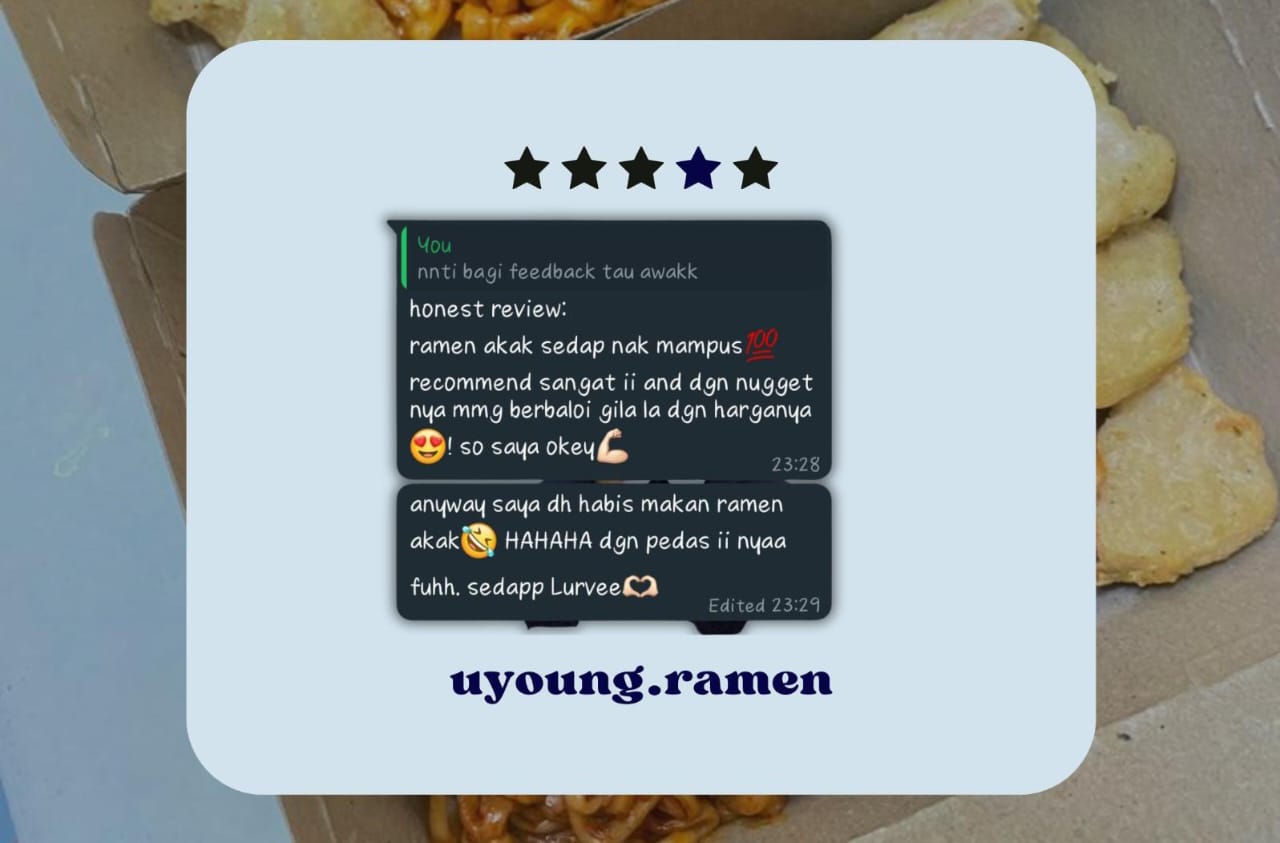 You
nnti bagi feedback tau awakk
honest review:
ramen akak sedap nak mampus💯
recommend sangat ii and dgn nugget
nya mmg berbaloi gila la dgn harganya
😍! so saya okey💪🏻
23:28
anyway saya dh habis makan ramen
akak🤣 HAHAHA dgn pedas ii nyaa
fuhh. sedapp Lurvee🫶🏻
Edited 23:29
uyoung.ramen